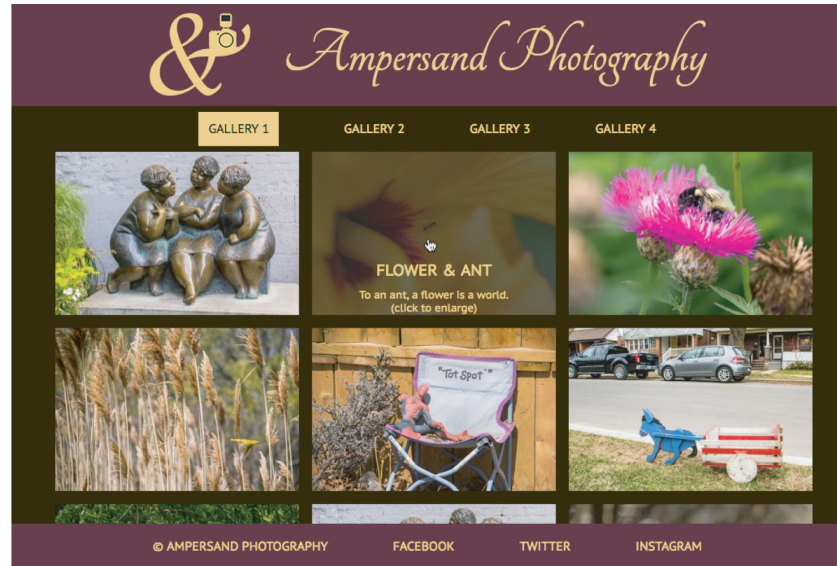 & Ampersand Photography
GALLERY 1 GALLERY 2 GALLERY 3 GALLERY 4
FLOWER & ANT
To an ant, a flower is a world.
(click to enlarge)
"Tot Spot"
© AMPERSAND PHOTOGRAPHY FACEBOOK TWITTER INSTAGRAM